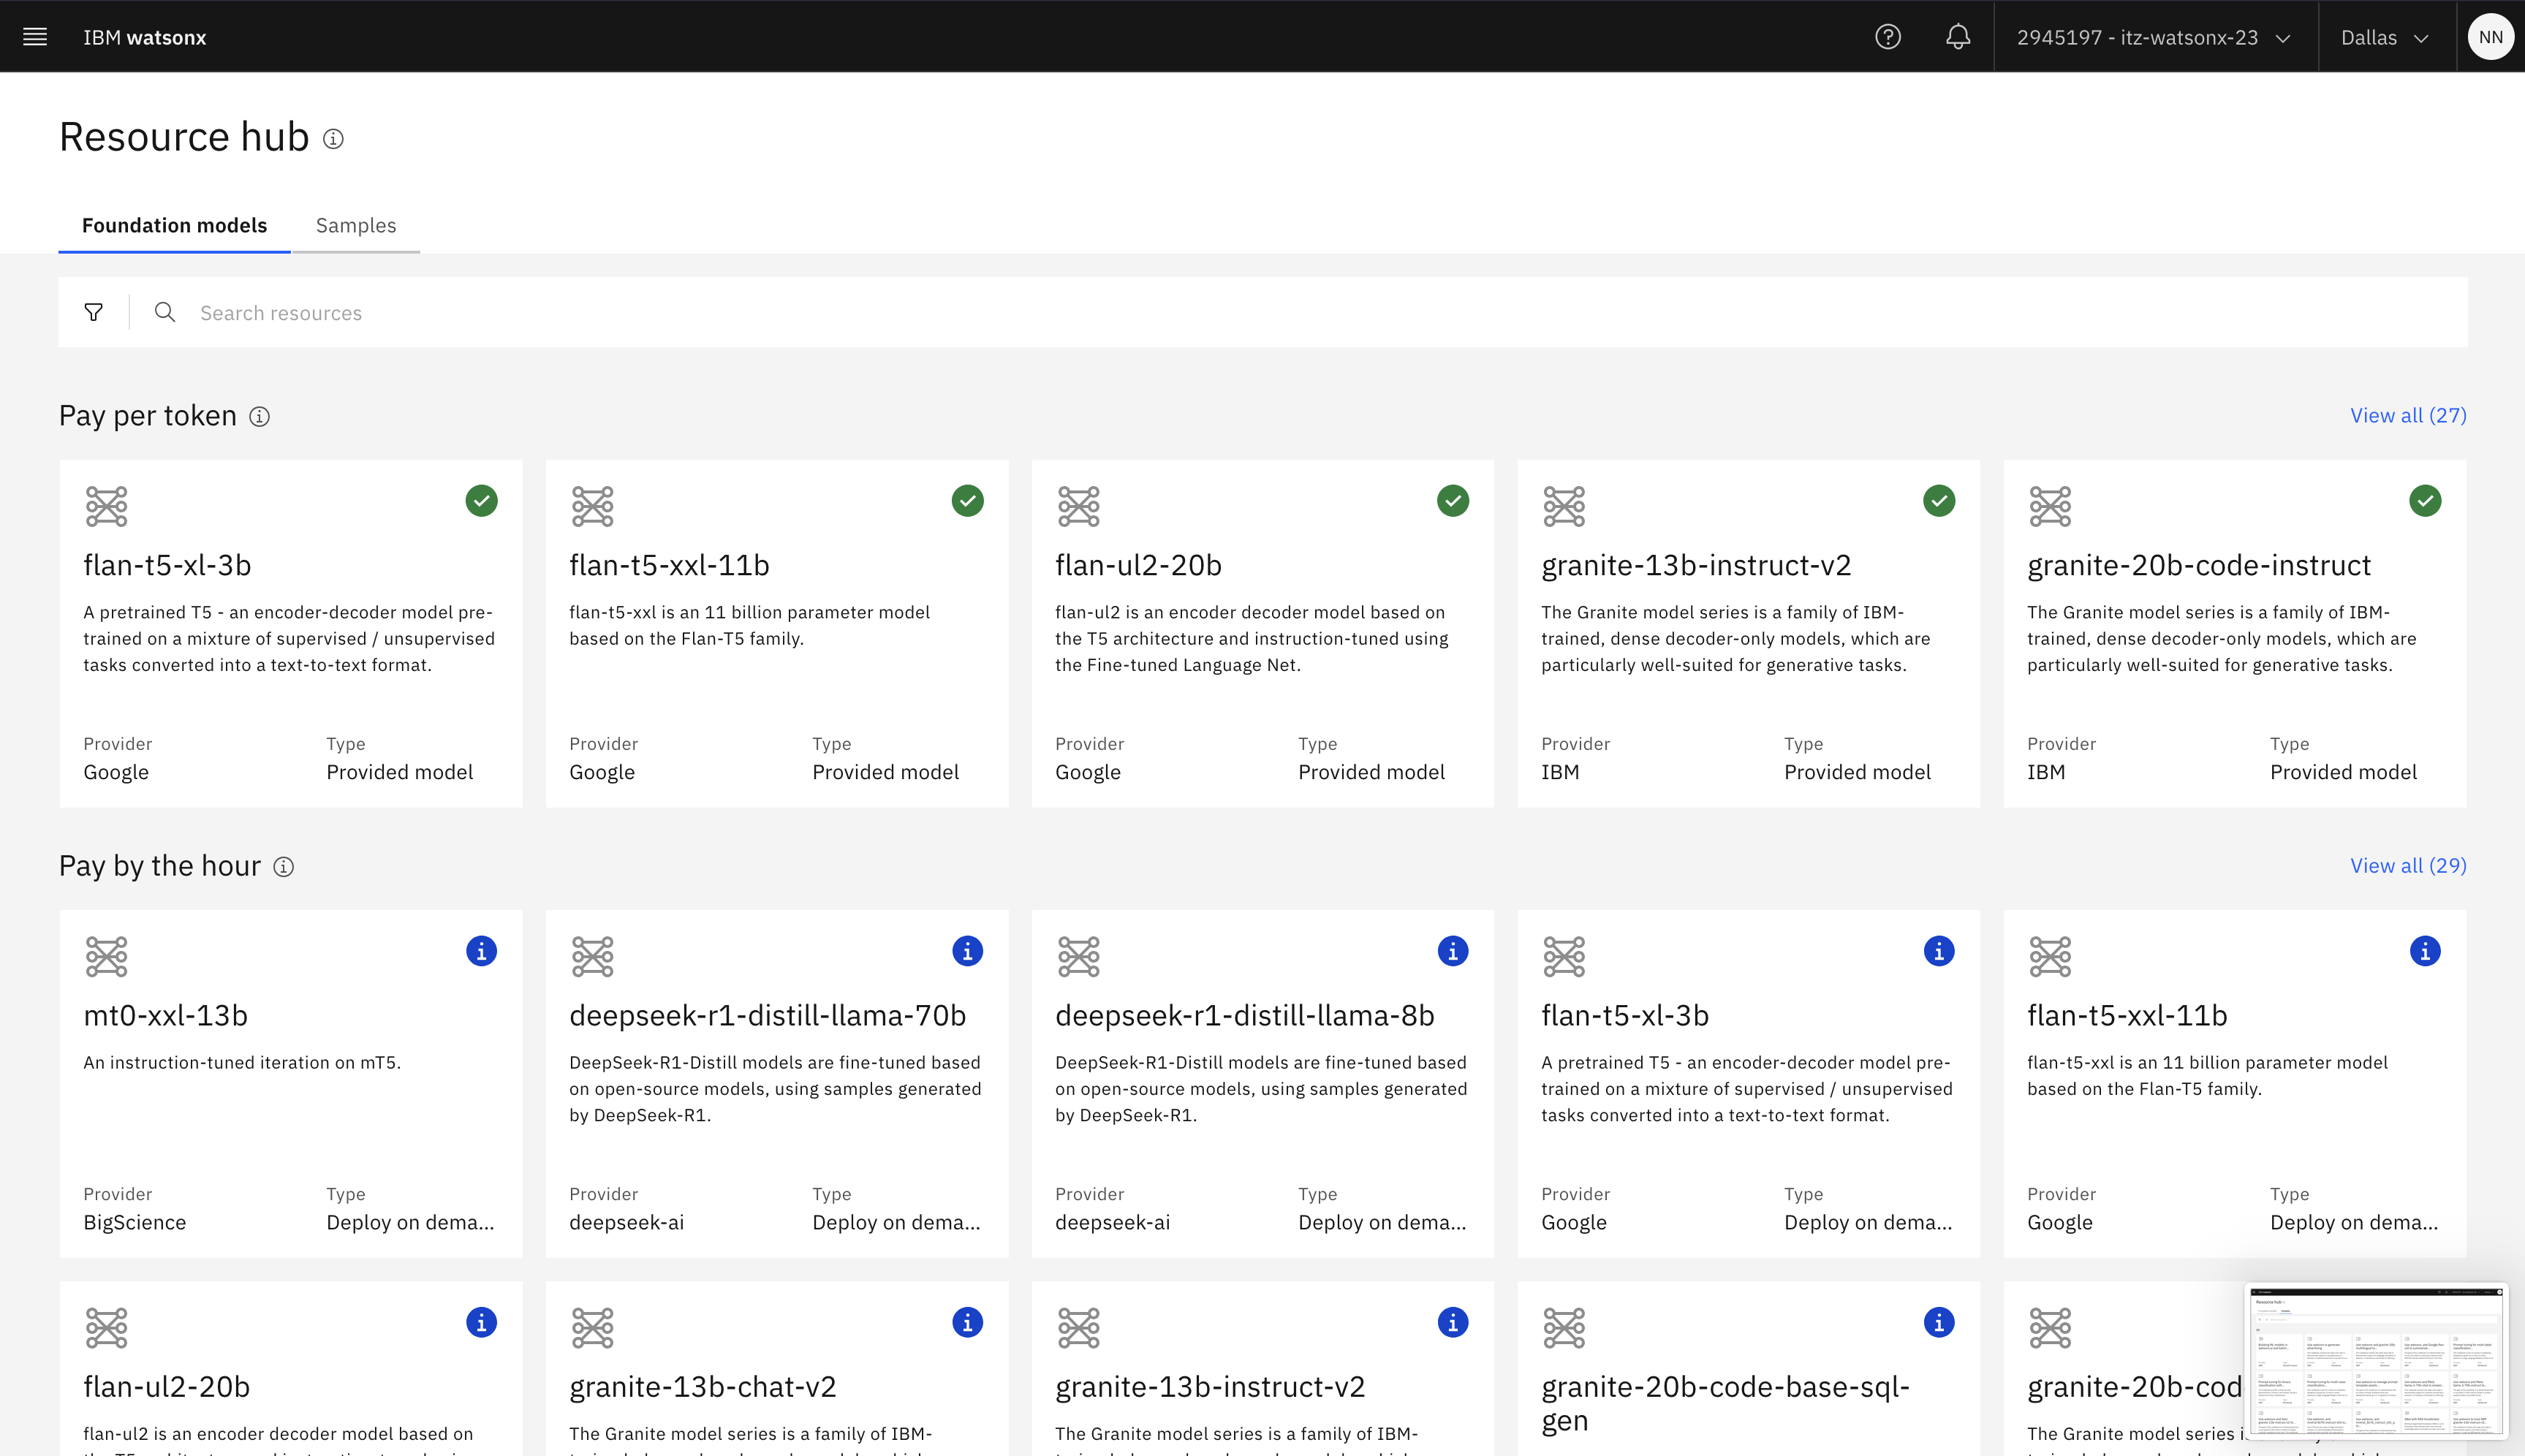 IBM watsonx
2945197 - itz-watsonx-23
Dallas
NN
Resource hub
Foundation models
Samples
Search resources
Pay per token
View all (27)
flan-t5-xl-3b
A pretrained T5 - an encoder-decoder model pre-
trained on a mixture of supervised / unsupervised
tasks converted into a text-to-text format.
Provider
Type
Google
Provided model
flan-t5-xxl-11b
flan-t5-xxl is an 11 billion parameter model
based on the Flan-T5 family.
Provider
Type
Google
Provided model
flan-ul2-20b
flan-ul2 is an encoder decoder model based on
the T5 architecture and instruction-tuned using
the Fine-tuned Language Net.
Provider
Type
Google
Provided model
granite-13b-instruct-v2
The Granite model series is a family of IBM-
trained, dense decoder-only models, which are
particularly well-suited for generative tasks.
Provider
Type
IBM
Provided model
granite-20b-code-instruct
The Granite model series is a family of IBM-
trained, dense decoder-only models, which are
particularly well-suited for generative tasks.
Provider
Type
IBM
Provided model
Pay by the hour
View all (29)
mt0-xxl-13b
An instruction-tuned iteration on mT5.
Provider
Type
BigScience
Deploy on dema...
deepseek-r1-distill-llama-70b
DeepSeek-R1-Distill models are fine-tuned based
on open-source models, using samples generated
by DeepSeek-R1.
Provider
Type
deepseek-ai
Deploy on dema...
deepseek-r1-distill-llama-8b
DeepSeek-R1-Distill models are fine-tuned based
on open-source models, using samples generated
by DeepSeek-R1.
Provider
Type
deepseek-ai
Deploy on dema...
flan-t5-xl-3b
A pretrained T5 - an encoder-decoder model pre-
trained on a mixture of supervised / unsupervised
tasks converted into a text-to-text format.
Provider
Type
Google
Deploy on dema...
flan-t5-xxl-11b
flan-t5-xxl is an 11 billion parameter model
based on the Flan-T5 family.
Provider
Type
Google
Deploy on dema...
flan-ul2-20b
flan-ul2 is an encoder decoder model based on
granite-13b-chat-v2
The Granite model series is a family of IBM-
granite-13b-instruct-v2
The Granite model series is a family of IBM-
granite-20b-code-base-sql-
gen
granite-20b-cod
The Granite model series
Resource hub